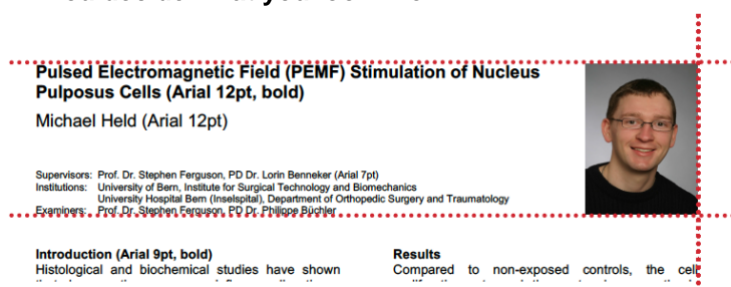 Pulsed Electromagnetic Field (PEMF) Stimulation of Nucleus
Pulposus Cells (Arial 12pt, bold)
Michael Held (Arial 12pt)
Supervisors: Prof. Dr. Stephen Ferguson, PD Dr. Lorin Benneker (Arial 7pt)
Institutions: University of Bern, Institute for Surgical Technology and Biomechanics
University Hospital Bern (Inselspital), Department of Orthopedic Surgery and Traumatology
Examiners: Prof. Dr. Stephen Ferguson, PD Dr. Philippe Büchler
Introduction (Arial 9pt, bold)
Histological and biochemical studies have shown
Results
Compared to non-exposed controls, the cell